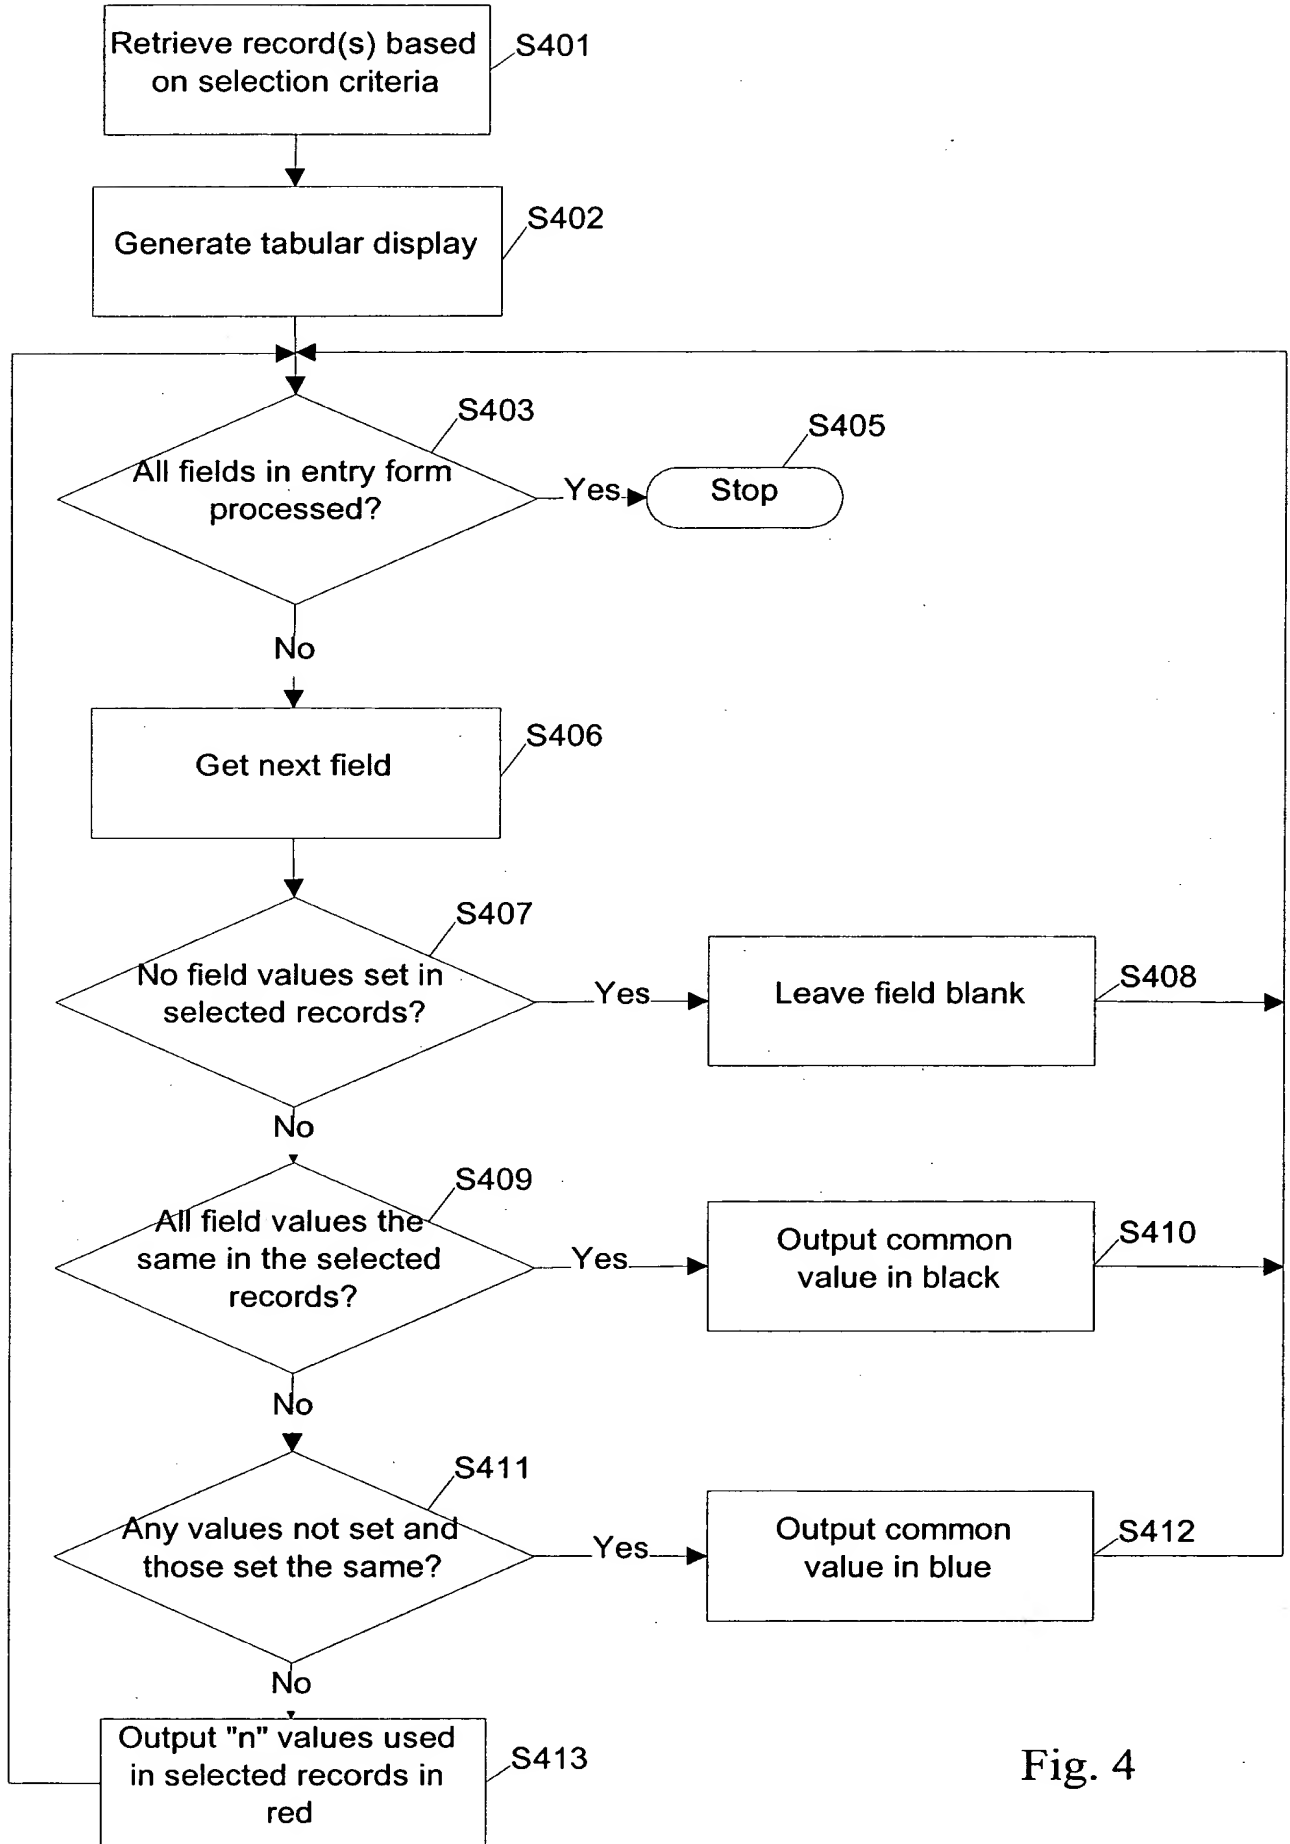 Retrieve record(s) based
on selection criteria
S401
Generate tabular display
S402
All fields in entry form
processed?
S403
Yes
Stop
S405
No
Get next field
S406
No field values set in
selected records?
S407
Yes
Leave field blank
S408
No
All field values the
same in the selected
records?
S409
Yes
Output common
value in black
S410
No
Any values not set and
those set the same?
S411
Yes
Output common
value in blue
S412
No
Output "n" values used
in selected records in
red
S413
Fig. 4